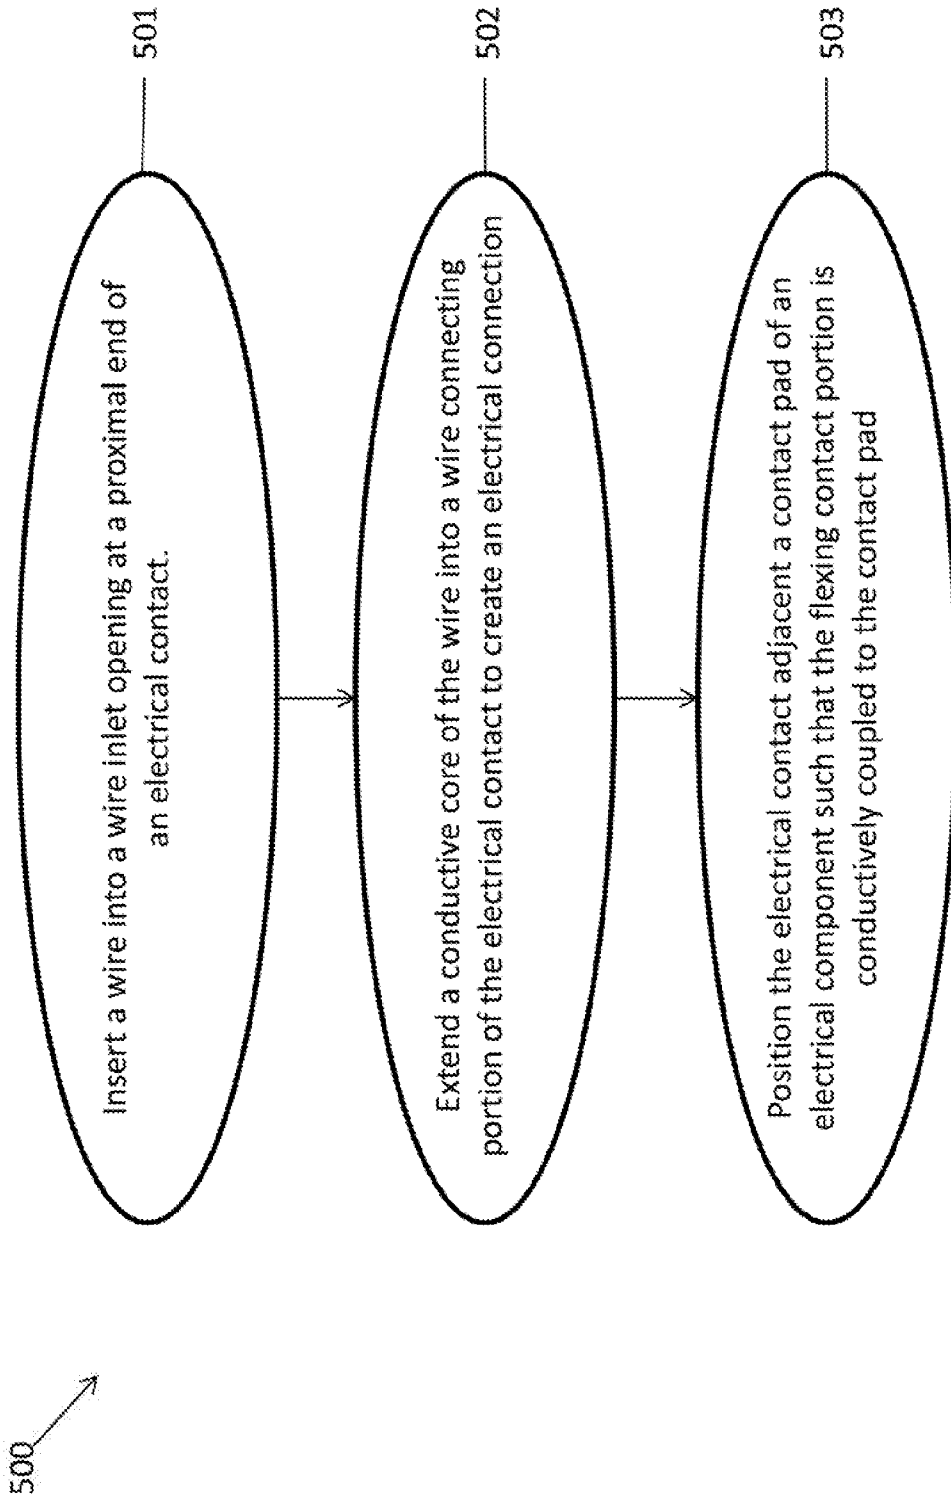 500
Insert a wire into a wire inlet opening at a proximal end of
an electrical contact.
501
Extend a conductive core of the wire into a wire connecting
portion of the electrical contact to create an electrical connection
502
Position the electrical contact adjacent a contact pad of an
electrical component such that the flexing contact portion is
conductively coupled to the contact pad
503